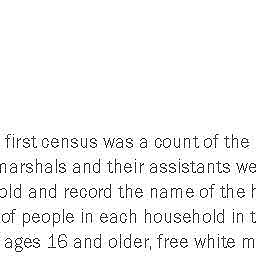 first census was a count of the
marshals and their assistants we
old and record the name of the h
of people in each household in t
ages 16 and older, free white m